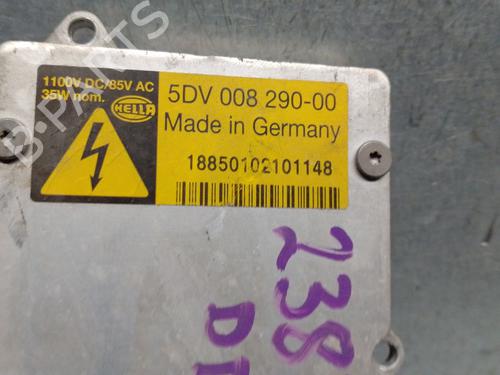 1100V DC/85V AC
35W nom.
HELLA
5DV 008 290-00
Made in Germany
18850102101148
238
B-PARTS